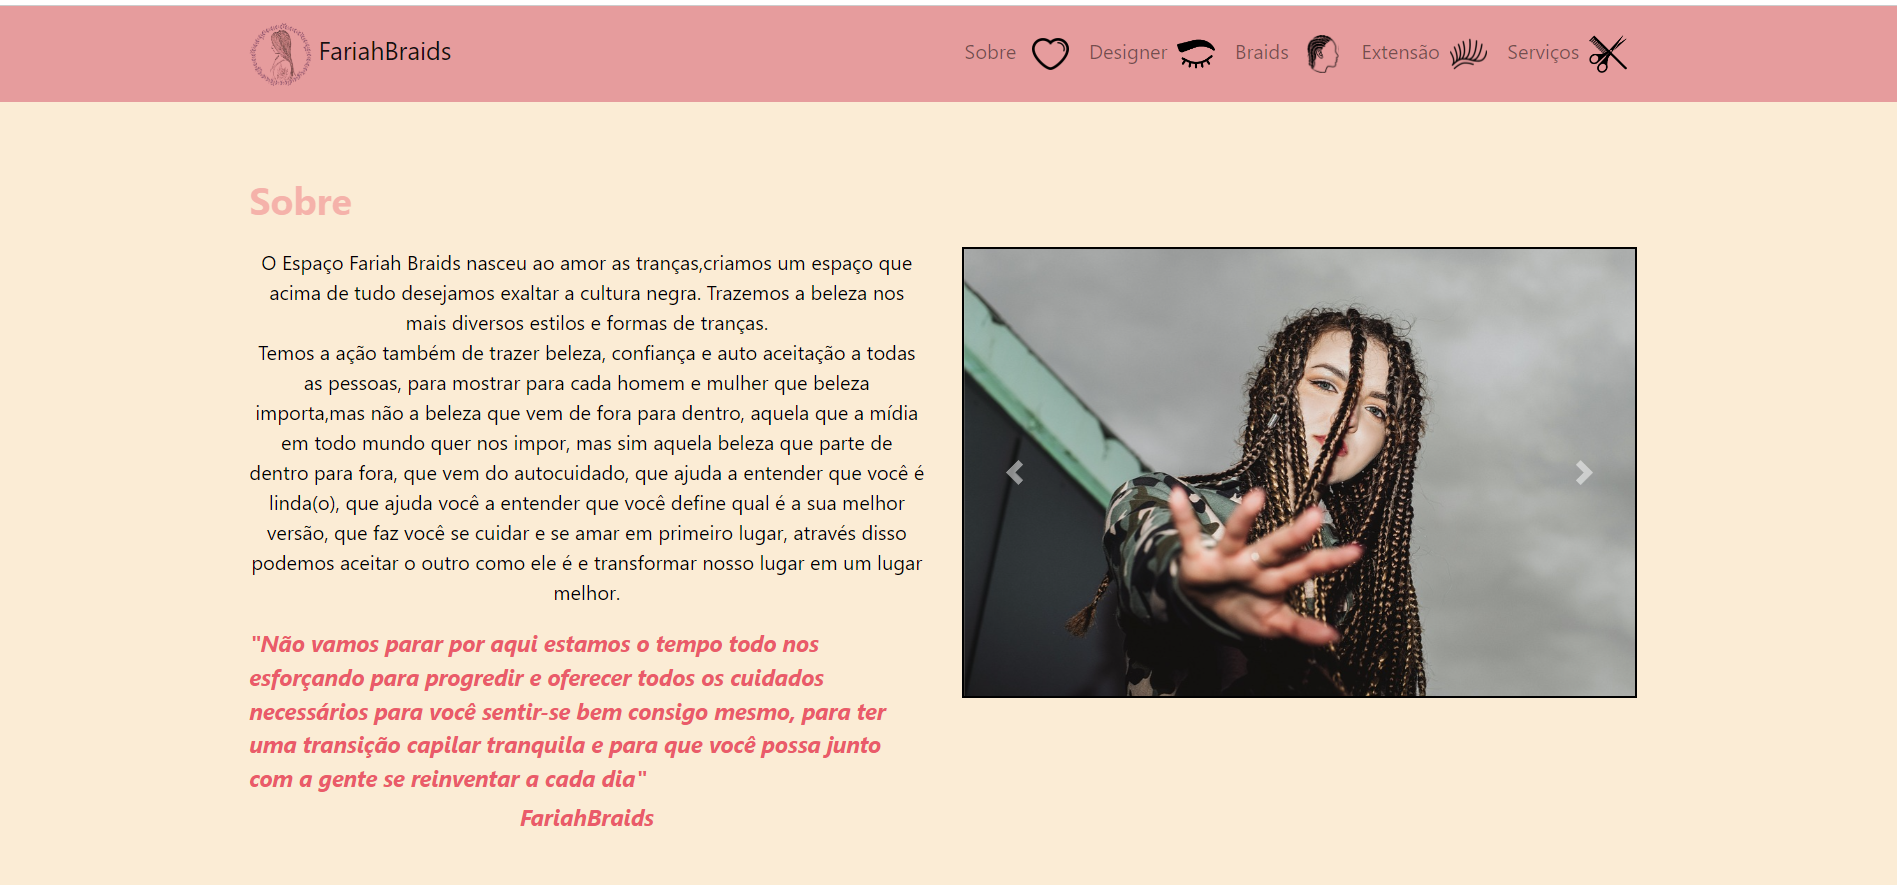 FariahBraids
Sobre
Designer
Braids
Extensão
Serviços
Sobre
O Espaço Fariah Braids nasceu ao amor as tranças,criamos um espaço que
acima de tudo desejamos exaltar a cultura negra. Trazemos a beleza nos
mais diversos estilos e formas de tranças.
Temos a ação também de trazer beleza, confiança e auto aceitação a todas
as pessoas, para mostrar para cada homem e mulher que beleza
importa,mas não a beleza que vem de fora para dentro, aquela que a mídia
em todo mundo quer nos impor, mas sim aquela beleza que parte de
dentro para fora, que vem do autocuidado, que ajuda a entender que você é
linda(o), que ajuda você a entender que você define qual é a sua melhor
versão, que faz você se cuidar e se amar em primeiro lugar, através disso
podemos aceitar o outro como ele é e transformar nosso lugar em um lugar
melhor.
"Não vamos parar por aqui estamos o tempo todo nos
esforçando para progredir e oferecer todos os cuidados
necessários para você sentir-se bem consigo mesmo, para ter
uma transição capilar tranquila e para que você possa junto
com a gente se reinventar a cada dia"
FariahBraids